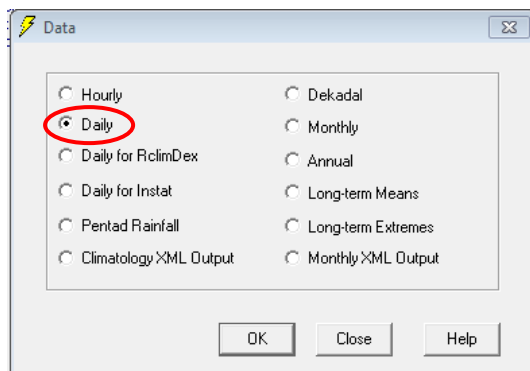 Data
Hourly
Daily
Daily for RclimDex
Daily for Instat
Pentad Rainfall
Climatology XML Output
Dekadal
Monthly
Annual
Long-term Means
Long-term Extremes
Monthly XML Output
OK
Close
Help